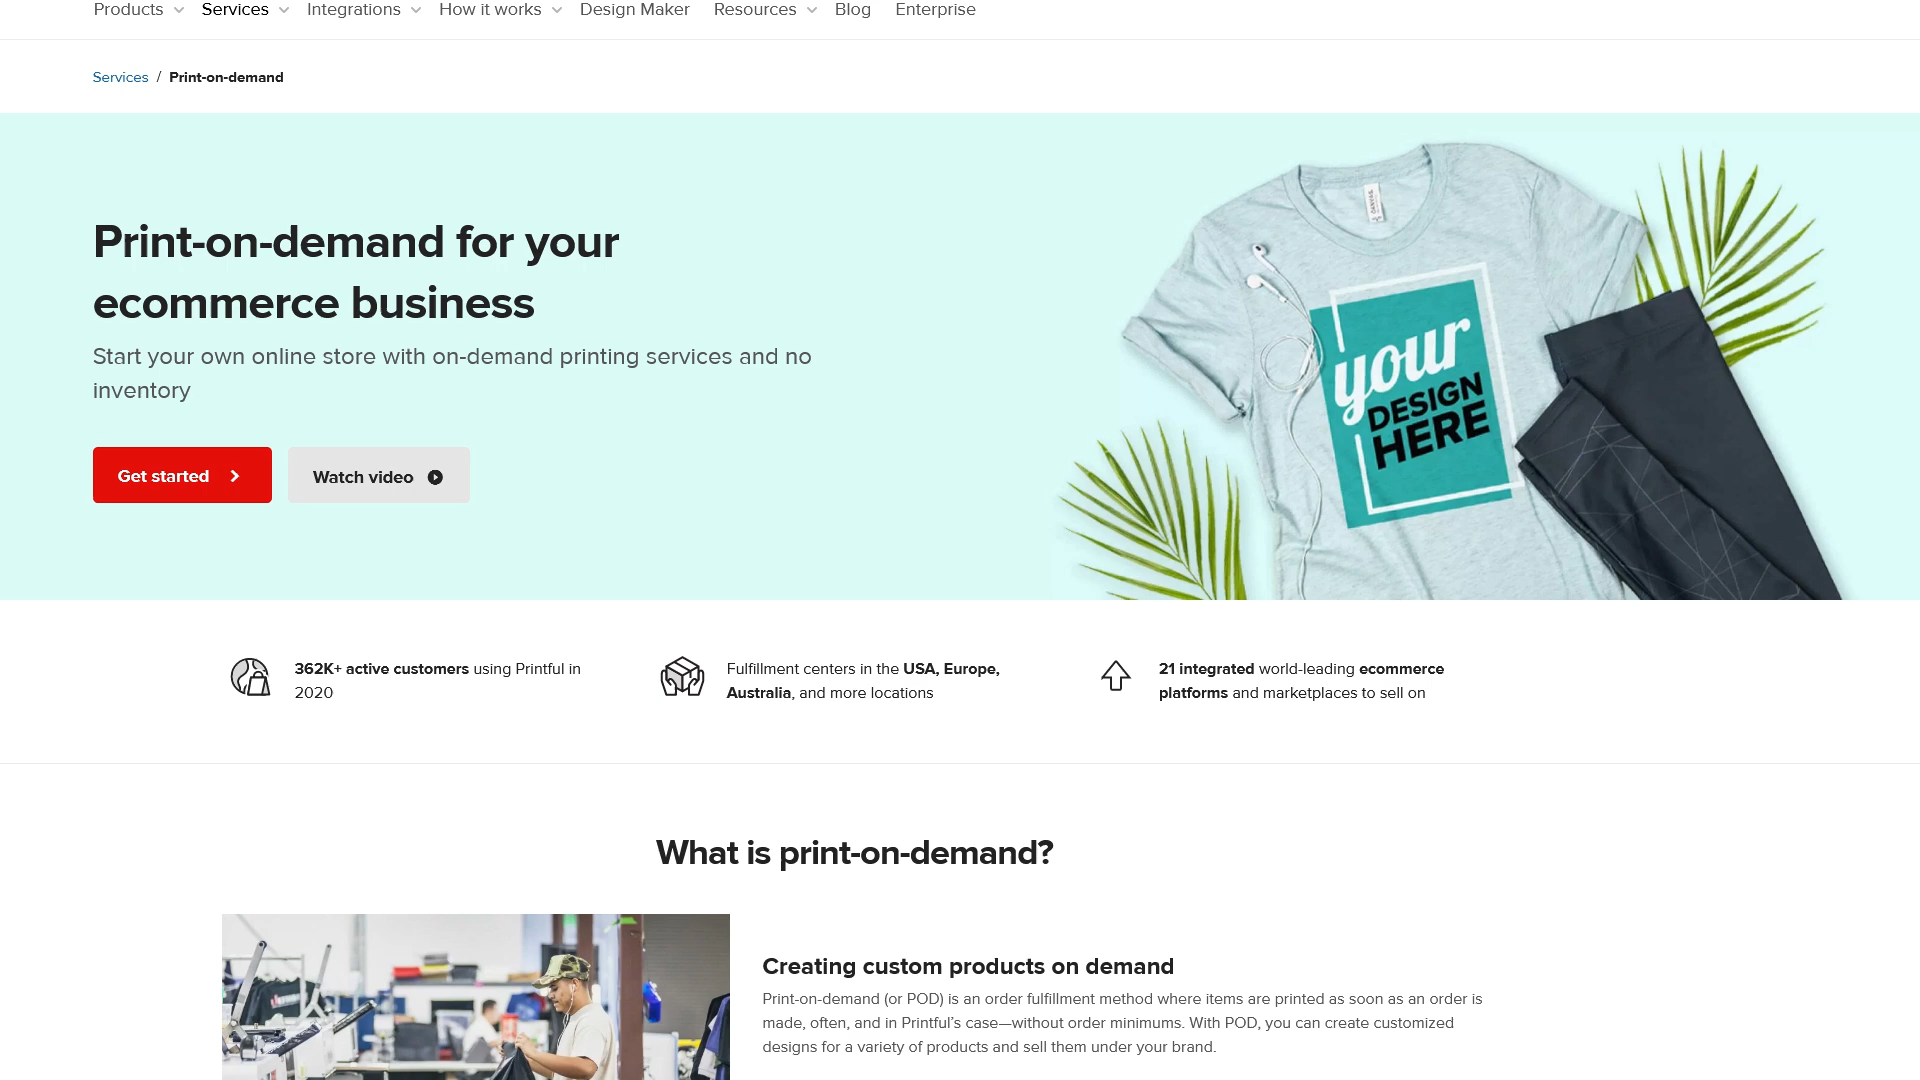 Products
Services
Integrations
How it works
Design Maker
Resources
Blog
Enterprise
Services / Print-on-demand
Print-on-demand for your
ecommerce business
Start your own online store with on-demand printing services and no
inventory
Get started
Watch video
CANVAS
your
DESIGN
HERE
362K+ active customers using Printful in
2020
Fulfillment centers in the USA, Europe,
Australia, and more locations
21 integrated world-leading ecommerce
platforms and marketplaces to sell on
What is print-on-demand?
Creating custom products on demand
Print-on-demand (or POD) is an order fulfillment method where items are printed as soon as an order is
made, often, and in Printful’s case—without order minimums. With POD, you can create customized
designs for a variety of products and sell them under your brand.